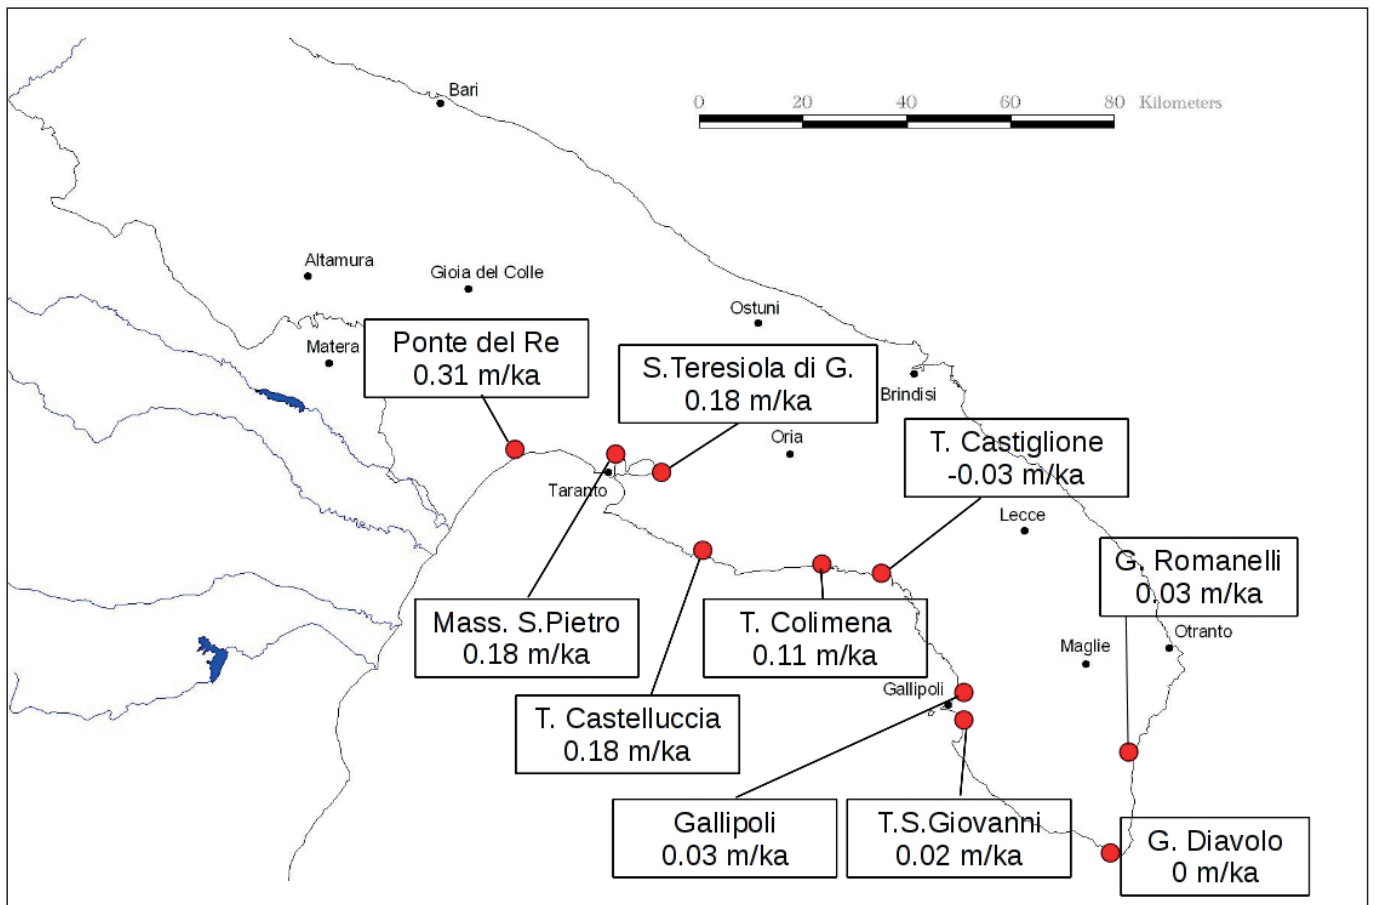 Bari
0 20 40 60 80 Kilometers
Altamura
Gioia del Colle
Ostuni
Matera
Ponte del Re
0.31 m/ka
S.Teresiola di G.
0.18 m/ka
Brindisi
Oria
T. Castiglione
-0.03 m/ka
Taranto
Lecce
G. Romanelli
0.03 m/ka
Mass. S.Pietro
0.18 m/ka
T. Colimena
0.11 m/ka
Otranto
Maglie
Gallipoli
T. Castelluccia
0.18 m/ka
Gallipoli
0.03 m/ka
T.S.Giovanni
0.02 m/ka
G. Diavolo
0 m/ka